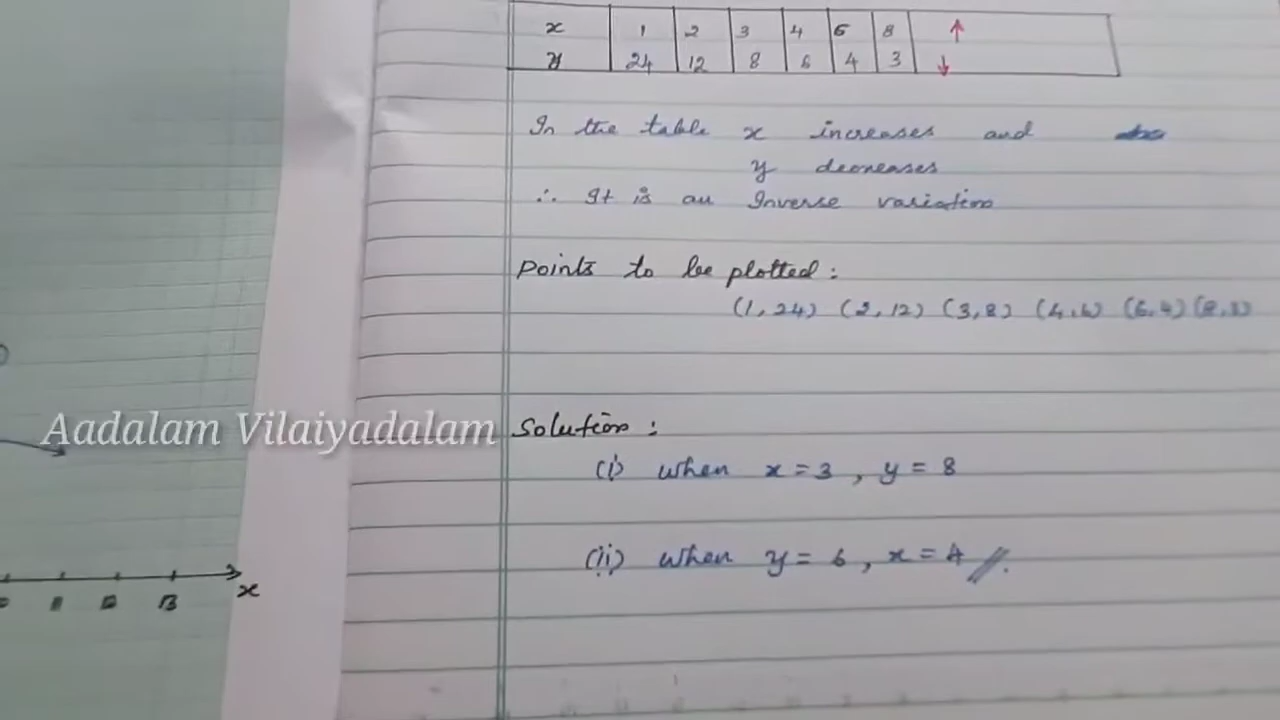 x 1 2 3 4 6 8 ↑
y 24 12 8 6 4 3 ↓
In the table x increases and
y decreases
∴ It is an Inverse variation
Points to be plotted :
(1, 24) (2, 12) (3, 8) (4, 6) (6, 4) (8, 3)
Aadalam Vilaiyadalam
Solution :
(i) when x = 3 , y = 8
(ii) when y = 6 , x = 4 //.
x